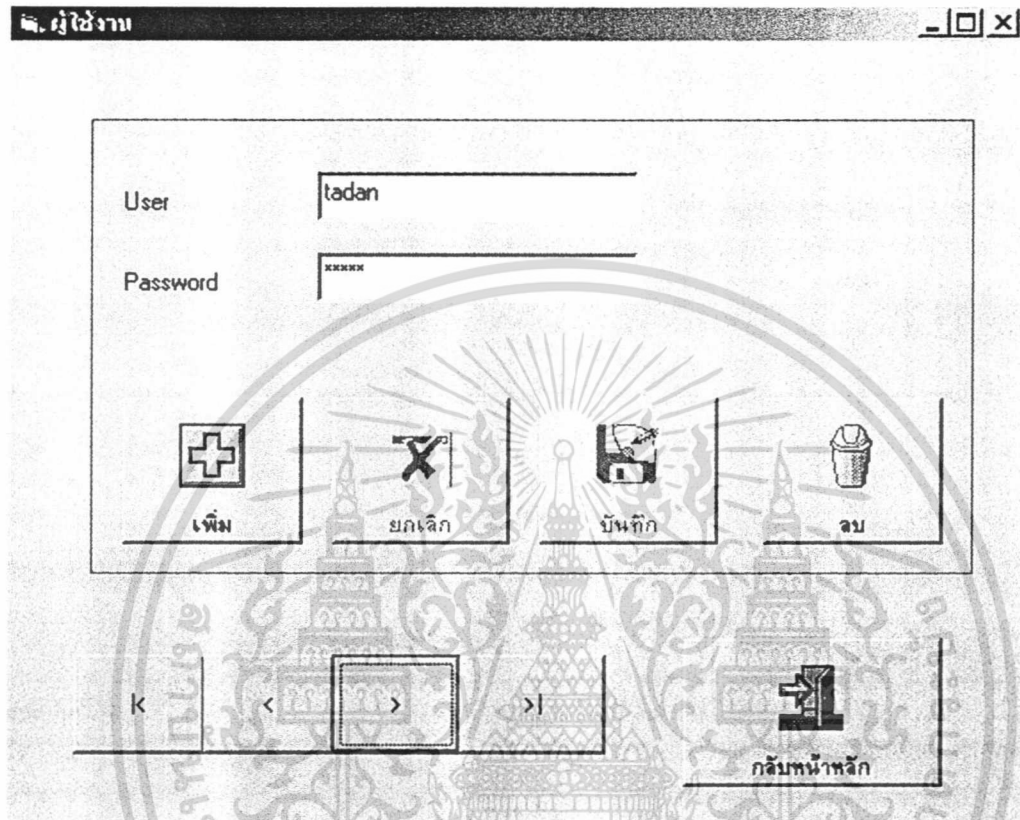 ผู้ใช้งาน
User tadan
Password xxxxx
เพิ่ม ยกเลิก บันทึก ลบ
|< < > >|
กลับหน้าหลัก